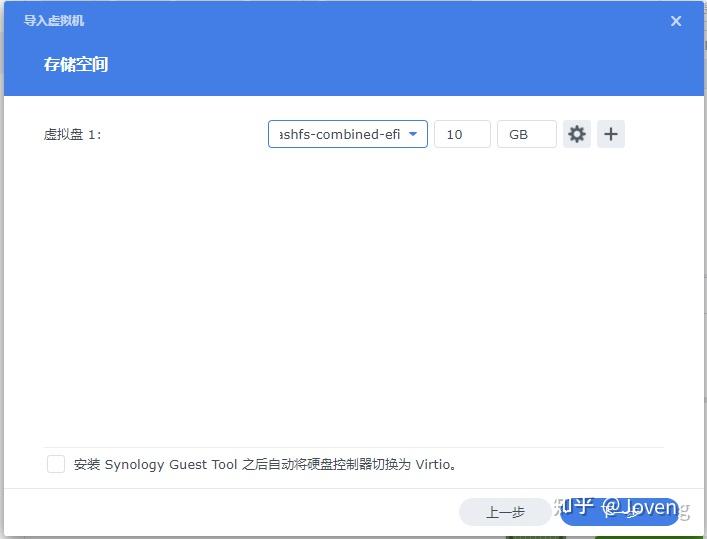 导入虚拟机
存储空间
虚拟盘 1:
ashfs-combined-efi 10 GB
安装 Synology Guest Tool 之后自动将硬盘控制器切换为 Virtio。
上一步 下一步
知乎 @Joveng